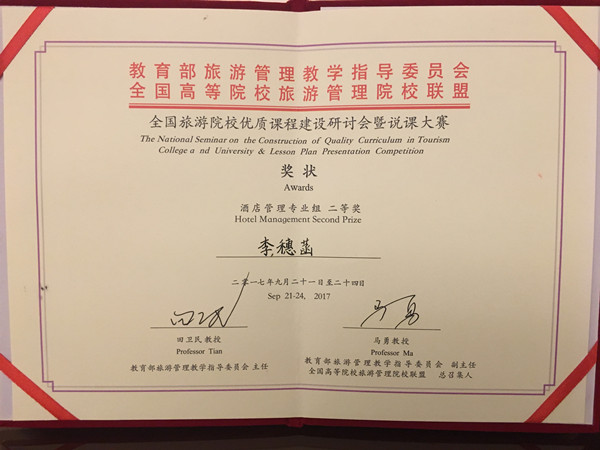 教育部旅游管理教学指导委员会
全国高等院校旅游管理院校联盟
全国旅游院校优质课程建设研讨会暨说课大赛
The National Seminar on the Construction of Quality Curriculum in Tourism
College a nd University & Lesson Plan Presentation Competition
奖状
Awards
酒店管理专业组 二等奖
Hotel Management Second Prize
李穗菡
二〇一七年九月二十一日至二十四日
Sep 21-24, 2017
田卫民 马勇
田卫民教授 马勇教授
Professor Tian Professor Ma
教育部旅游管理教学指导委员会 主任 教育部旅游管理教学指导委员会 副主任
全国高等院校旅游管理院校联盟 总召集人